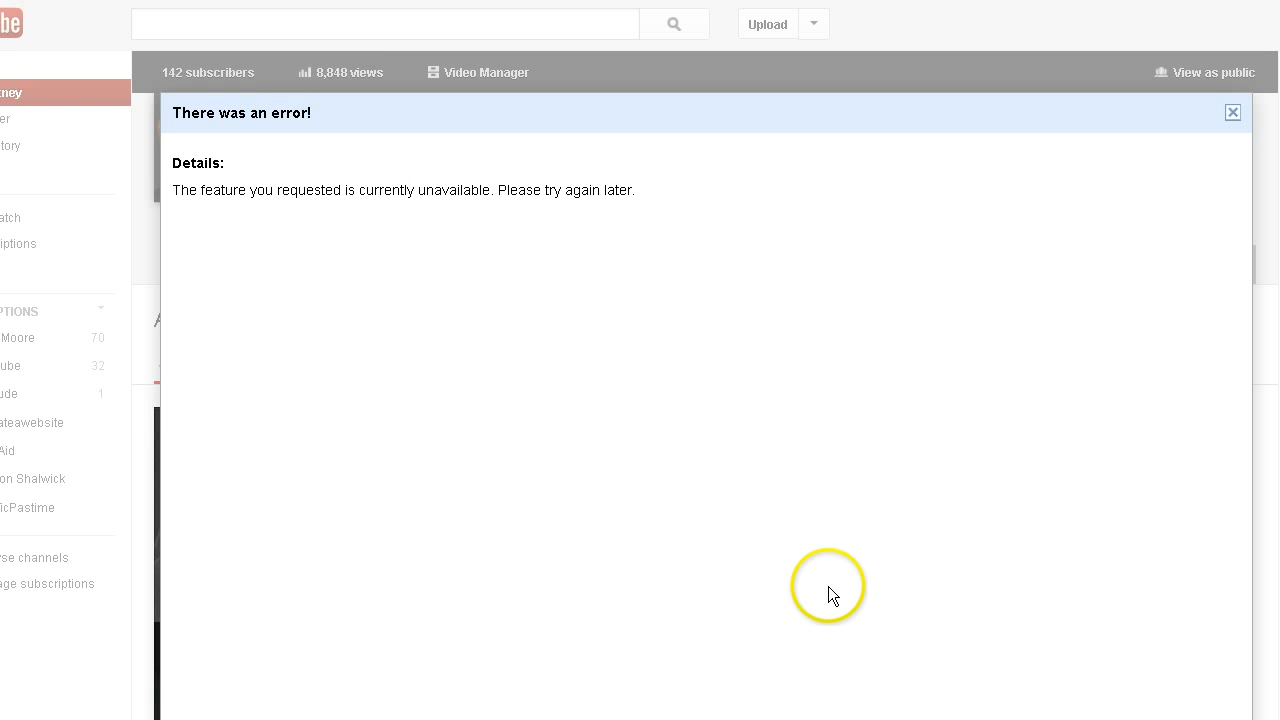 be
Upload
142 subscribers
8,848 views
Video Manager
View as public
tney
There was an error!
er
tory
Details:
The feature you requested is currently unavailable. Please try again later.
atch
iptions
PTIONS
Moore 70
ube 32
ude 1
ateawebsite
Aid
on Shalwick
ficPastime
vse channels
age subscriptions